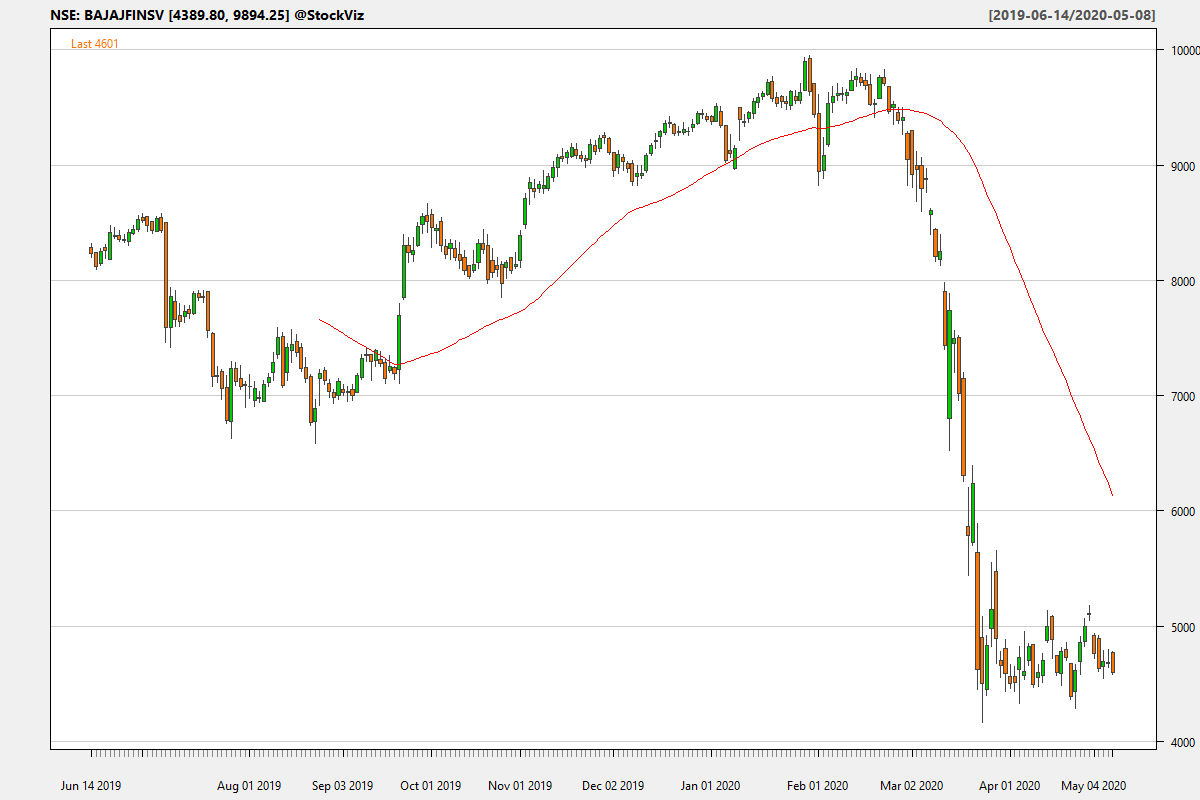 NSE: BAJAJFINSV [4389.80, 9894.25] @StockViz [2019-06-14/2020-05-08]
Last 4601
10000
9000
8000
7000
6000
5000
4000
Jun 14 2019 Aug 01 2019 Sep 03 2019 Oct 01 2019 Nov 01 2019 Dec 02 2019 Jan 01 2020 Feb 01 2020 Mar 02 2020 Apr 01 2020 May 04 2020